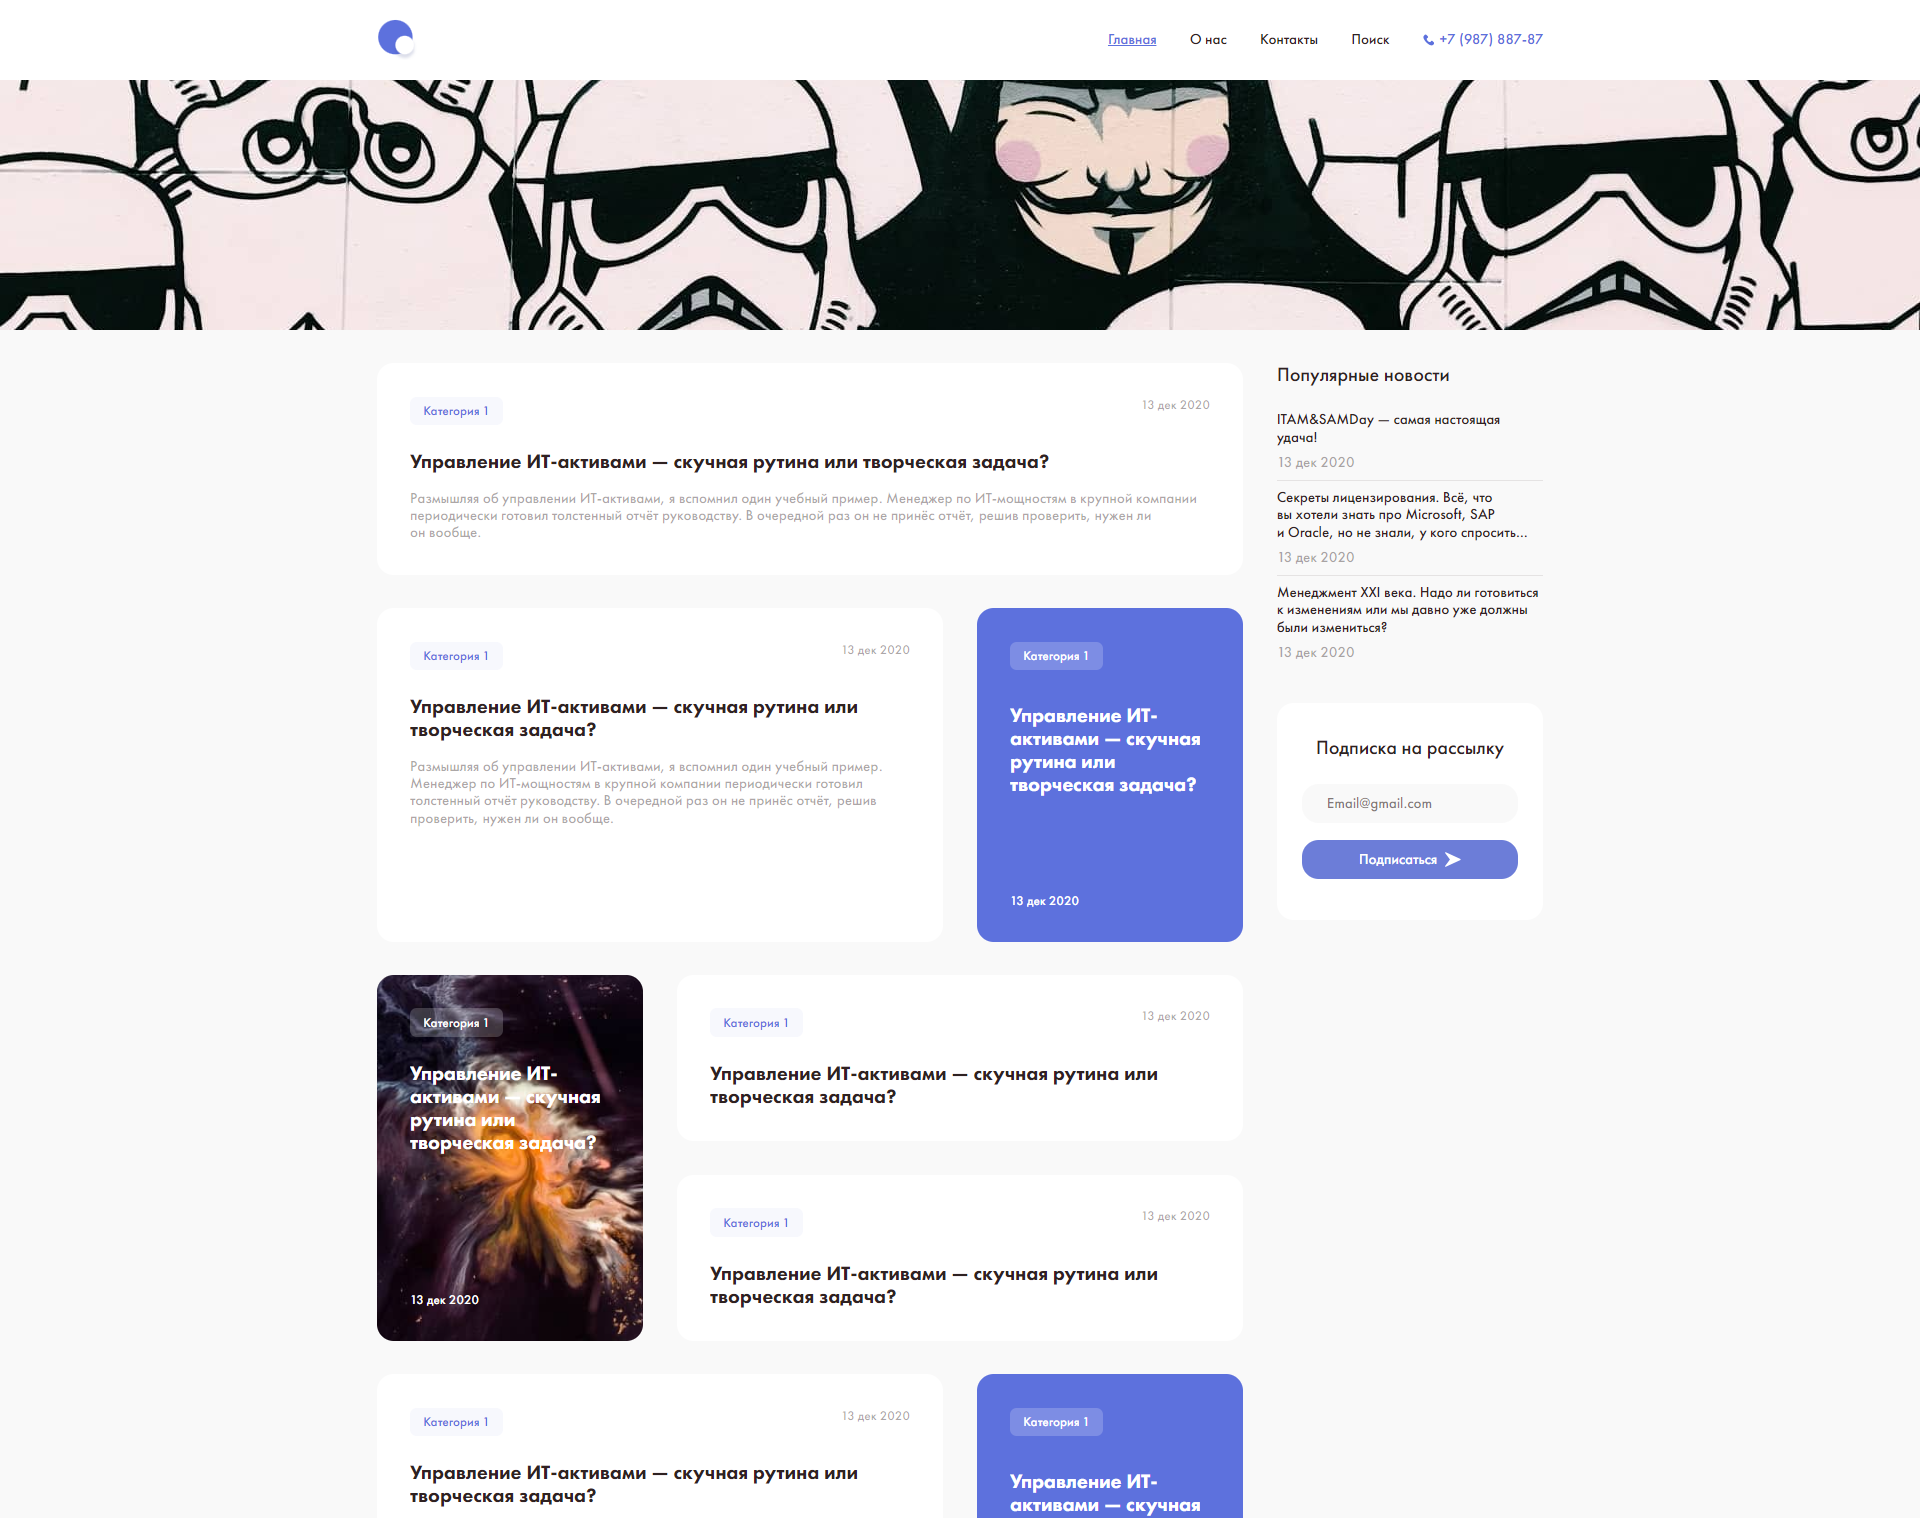 Главная
О нас
Контакты
Поиск
+7 (987) 887-87
Категория 1
13 дек 2020
Управление ИТ-активами — скучная рутина или творческая задача?
Размышляя об управлении ИТ-активами, я вспомнил один учебный пример. Менеджер по ИТ-мощностям в крупной компании
периодически готовил толстенный отчёт руководству. В очередной раз он не принёс отчёт, решив проверить, нужен ли
он вообще.
Категория 1
13 дек 2020
Управление ИТ-активами — скучная рутина или
творческая задача?
Размышляя об управлении ИТ-активами, я вспомнил один учебный пример.
Менеджер по ИТ-мощностям в крупной компании периодически готовил
толстенный отчёт руководству. В очередной раз он не принёс отчёт, решив
проверить, нужен ли он вообще.
Категория 1
Управление ИТ-
активами — скучная
рутина или
творческая задача?
13 дек 2020
Категория 1
Управление ИТ-
активами — скучная
рутина или
творческая задача?
13 дек 2020
Категория 1
13 дек 2020
Управление ИТ-активами — скучная рутина или
творческая задача?
Категория 1
13 дек 2020
Управление ИТ-активами — скучная рутина или
творческая задача?
Категория 1
13 дек 2020
Управление ИТ-активами — скучная рутина или
творческая задача?
Категория 1
Управление ИТ-
активами — скучная
Популярные новости
ITAM&SAMDay — самая настоящая
удача!
13 дек 2020
Секреты лицензирования. Всё, что
вы хотели знать про Microsoft, SAP
и Oracle, но не знали, у кого спросить...
13 дек 2020
Менеджмент XXI века. Надо ли готовиться
к изменениям или мы давно уже должны
были измениться?
13 дек 2020
Подписка на рассылку
Email@gmail.com
Подписаться